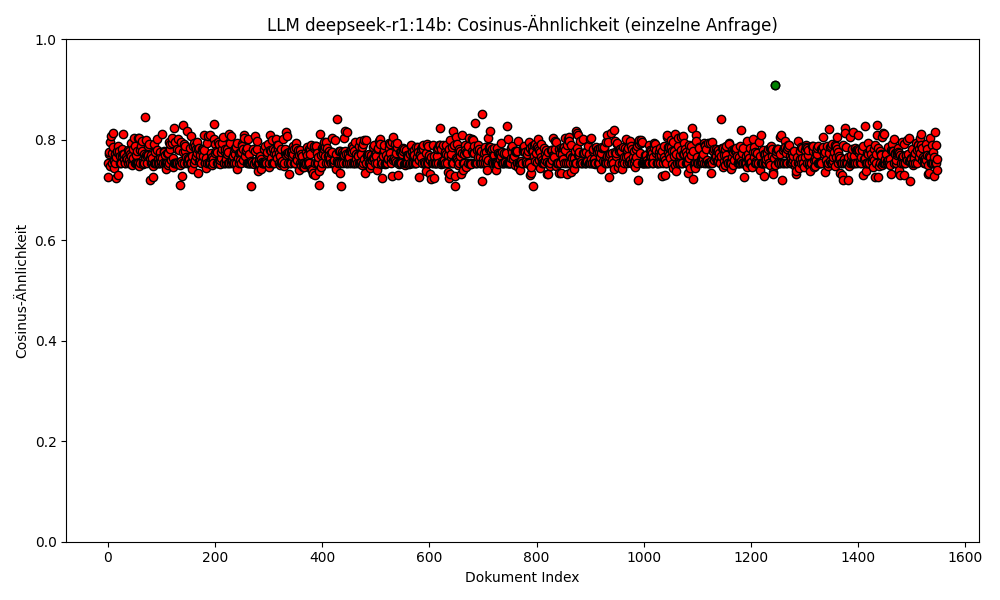 LLM deepseek-r1:14b: Cosinus-Ähnlichkeit (einzelne Anfrage)
1.0
0.8
0.6
0.4
0.2
0.0
Cosinus-Ähnlichkeit
0 200 400 600 800 1000 1200 1400 1600
Dokument Index